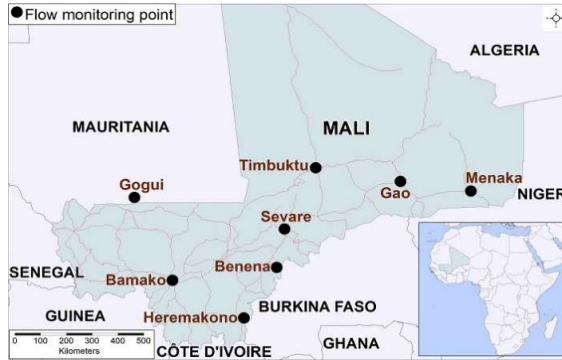 Flow monitoring point
ALGERIA
MAURITANIA
MALI
Timbuktu
Gogui
Gao
Menaka
NIGER
Sevare
SENEGAL
Bamako
Benena
GUINEA
Heremakono
BURKINA FASO
GHANA
CÔTE D'IVOIRE
0 100 200 300 400 500
Kilometers